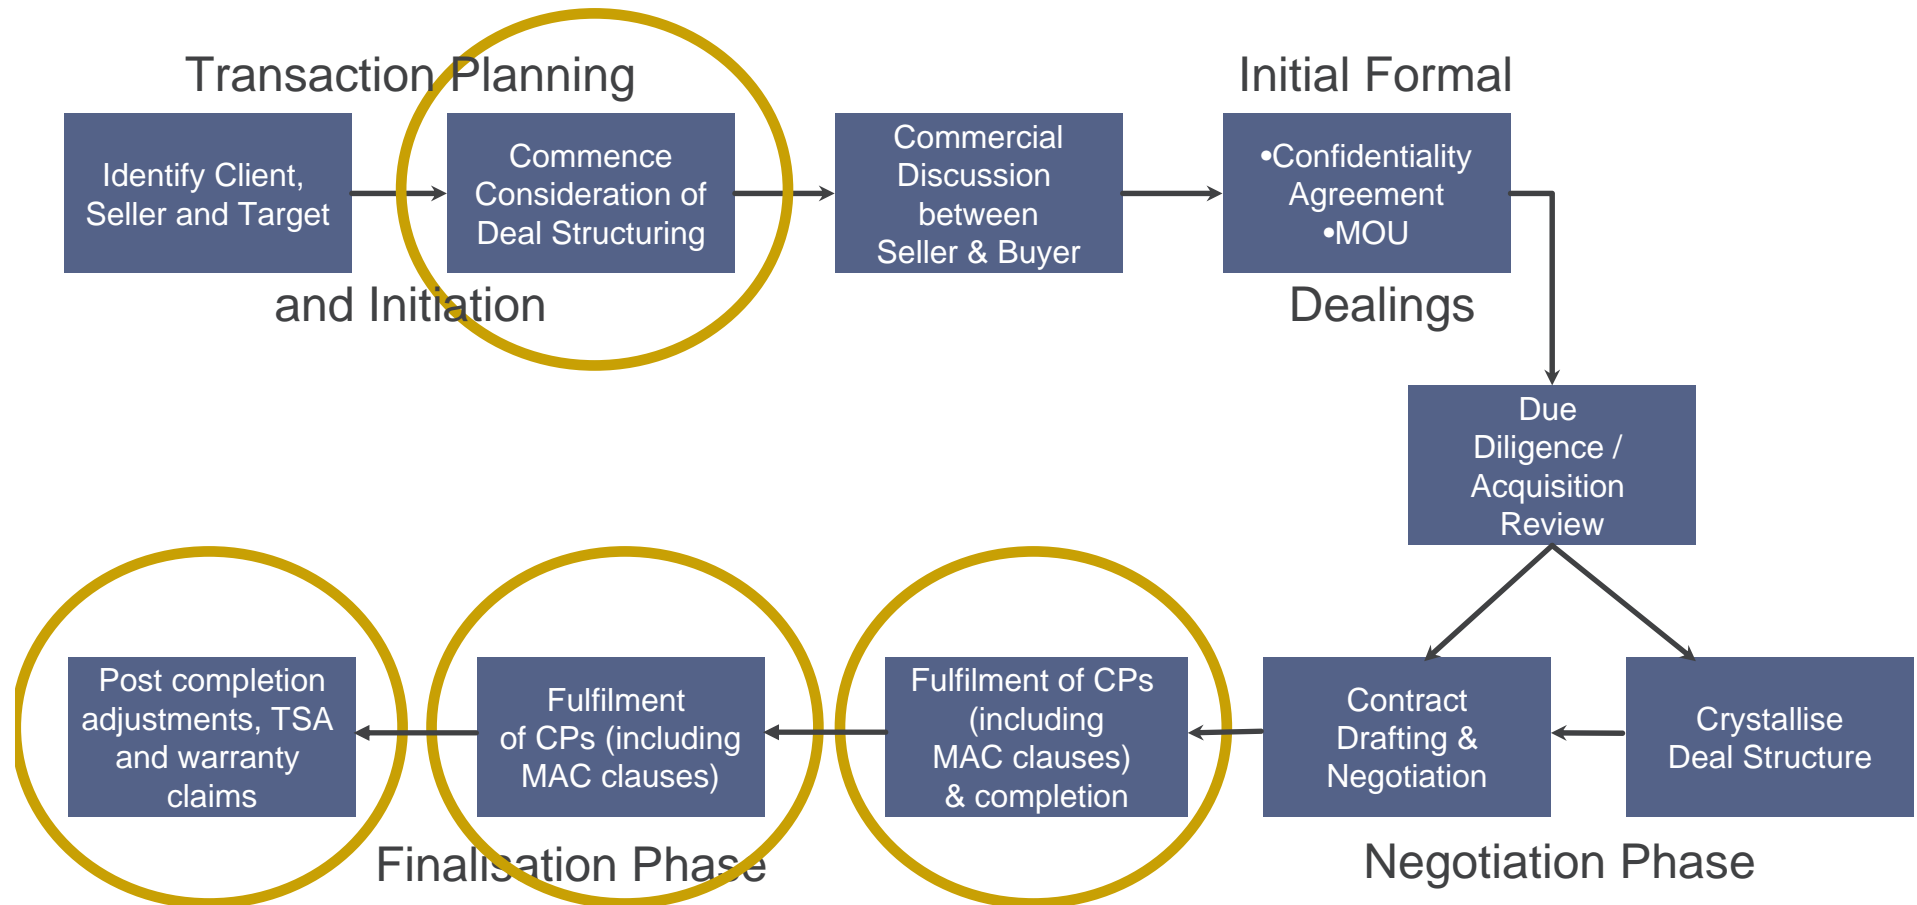 Transaction Planning
Identify Client,
Seller and Target
Commence
Consideration of
Deal Structuring
and Initiation
Commercial
Discussion
between
Seller & Buyer
Initial Formal
•Confidentiality
Agreement
•MOU
Dealings
Due
Diligence /
Acquisition
Review
Crystallise
Deal Structure
Contract
Drafting &
Negotiation
Negotiation Phase
Fulfilment of CPs
(including
MAC clauses)
& completion
Fulfilment
of CPs (including
MAC clauses)
Post completion
adjustments, TSA
and warranty
claims
Finalisation Phase